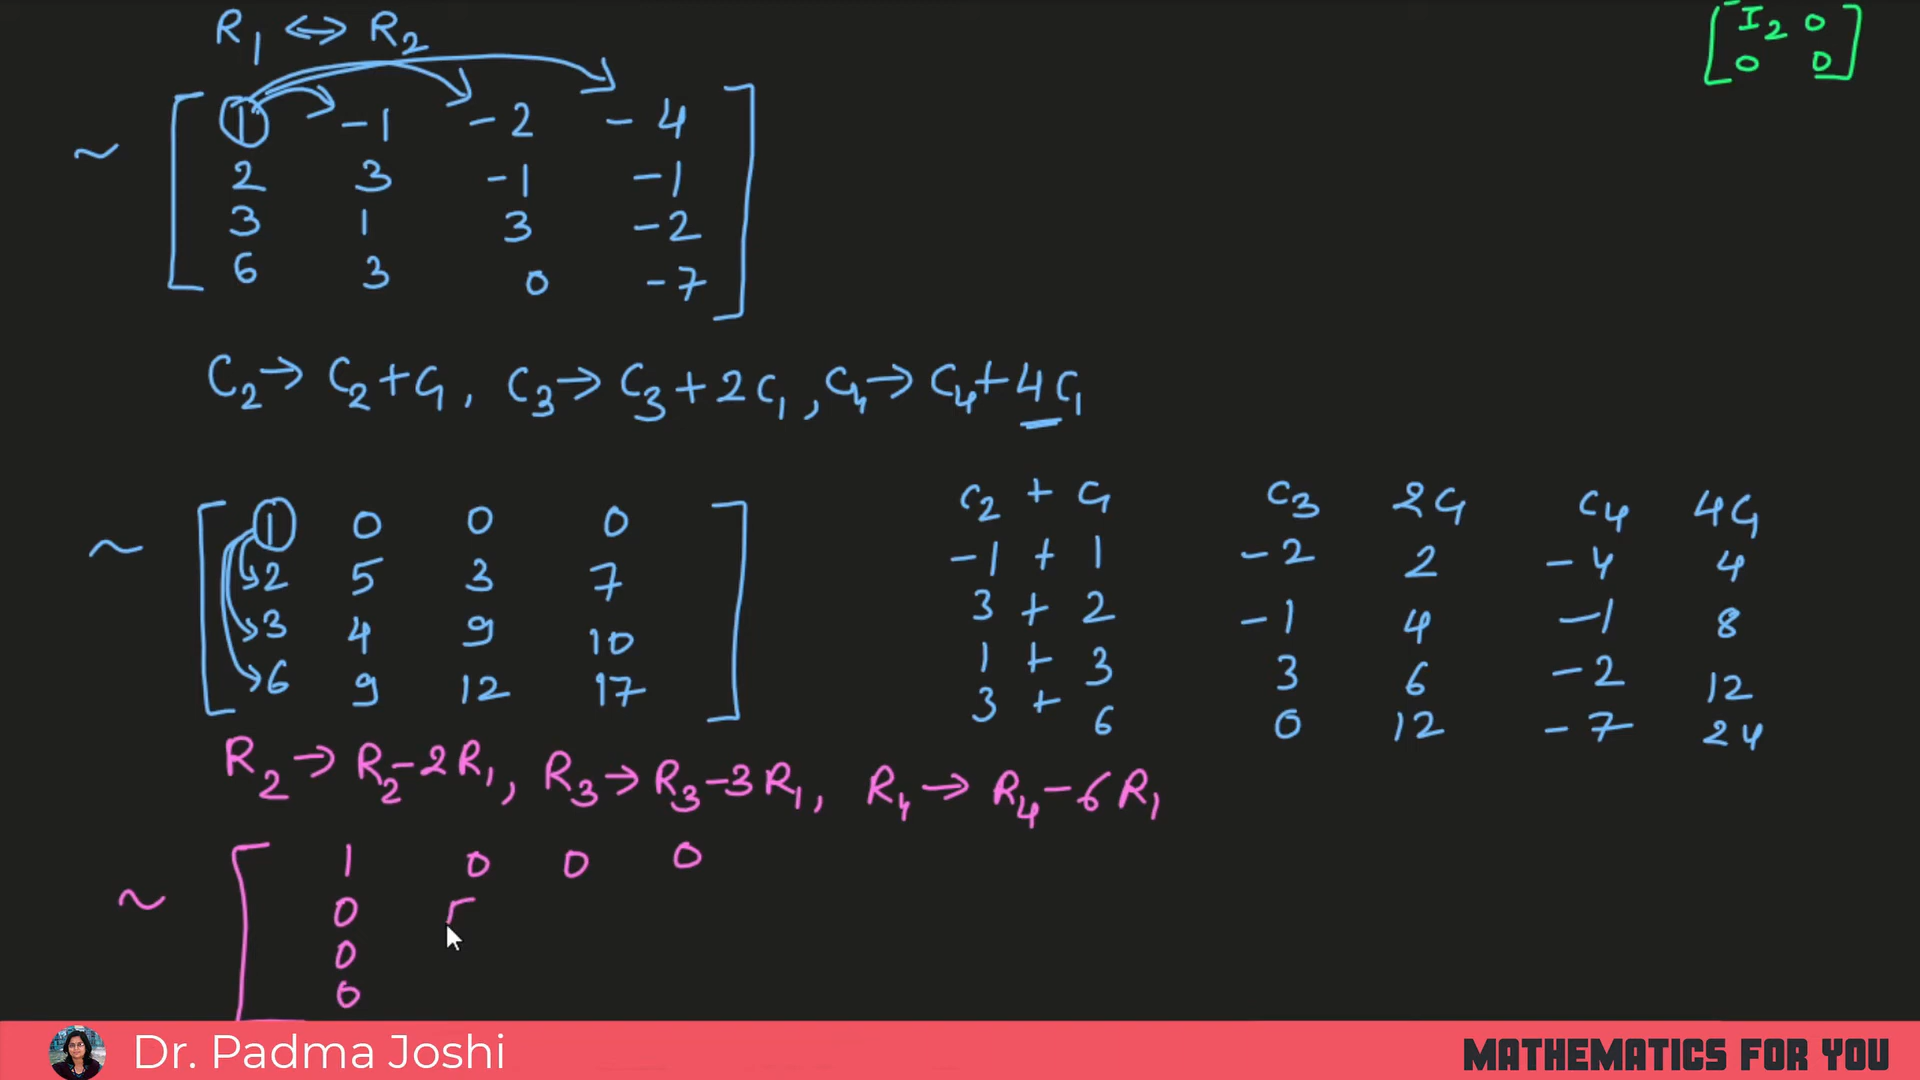 R₁ ↔ R₂
[I₂ 0
0 0]
~ [1 -1 -2 -4
2 3 -1 -1
3 1 3 -2
6 3 0 -7]
C₂ → C₂ + C₁, C₃ → C₃ + 2C₁, C₄ → C₄ + 4C₁
~ [1 0 0 0
2 5 3 7
3 4 9 10
6 9 12 17]
C₂ + C₁ C₃ 2C₁ C₄ 4C₁
-1 + 1 -2 2 -4 4
3 + 2 -1 4 -1 8
1 + 3 3 6 -2 12
3 + 6 0 12 -7 24
R₂ → R₂ - 2R₁, R₃ → R₃ - 3R₁, R₄ → R₄ - 6R₁
~ [1 0 0 0
0
0
0
Dr. Padma Joshi
MATHEMATICS FOR YOU